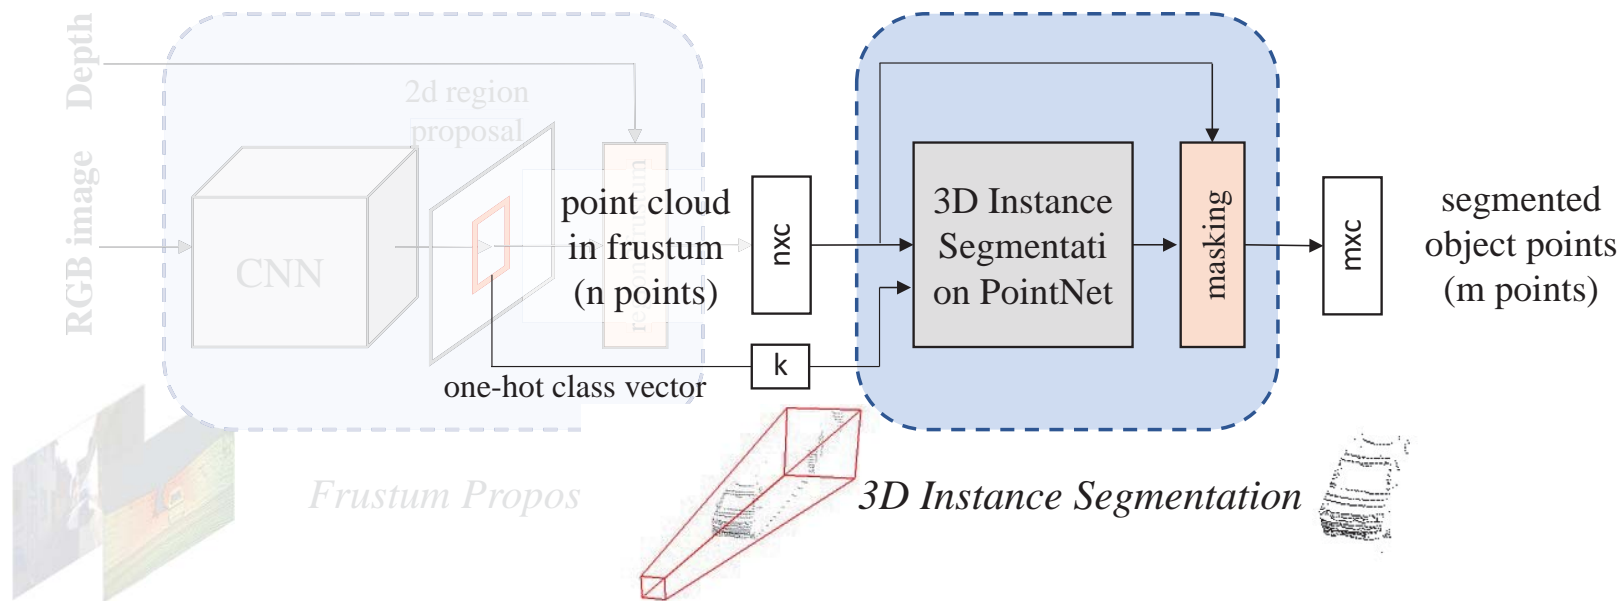 Depth
RGB image
2d region
proposal
CNN
point cloud
in frustum
(n points)
nxc
k
one-hot class vector
3D Instance
Segmentati
on PointNet
masking
mxc
segmented
object points
(m points)
Frustum Propos
3D Instance Segmentation